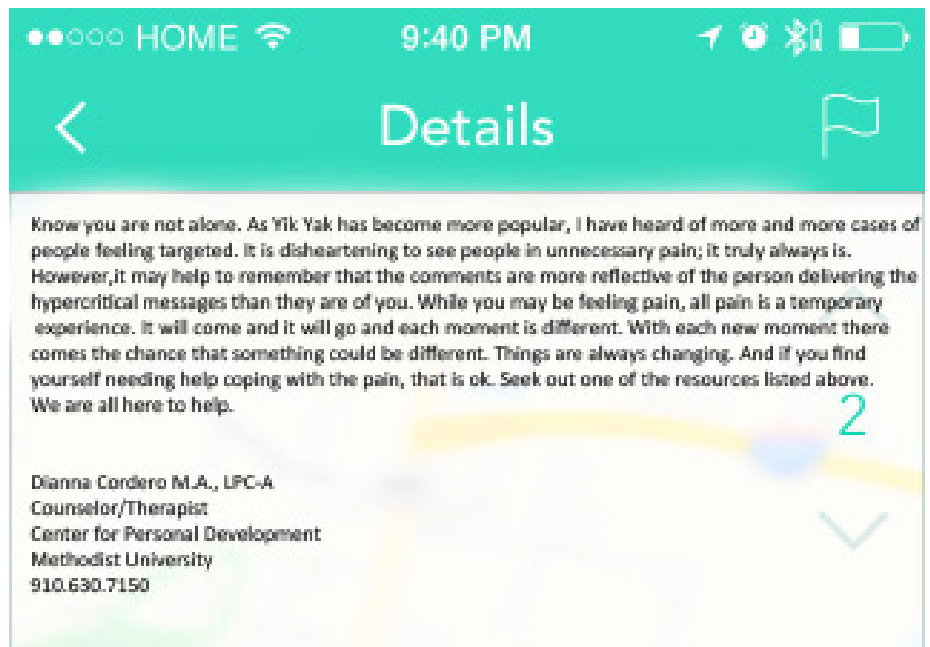 HOME 9:40 PM
Details
Know you are not alone. As Yik Yak has become more popular, I have heard of more and more cases of
people feeling targeted. It is disheartening to see people in unnecessary pain; it truly always is.
However,it may help to remember that the comments are more reflective of the person delivering the
hypercritical messages than they are of you. While you may be feeling pain, all pain is a temporary
experience. It will come and it will go and each moment is different. With each new moment there
comes the chance that something could be different. Things are always changing. And if you find
yourself needing help coping with the pain, that is ok. Seek out one of the resources listed above.
We are all here to help.
2
Dianna Cordero M.A., LPC-A
Counselor/Therapist
Center for Personal Development
Methodist University
910.630.7150